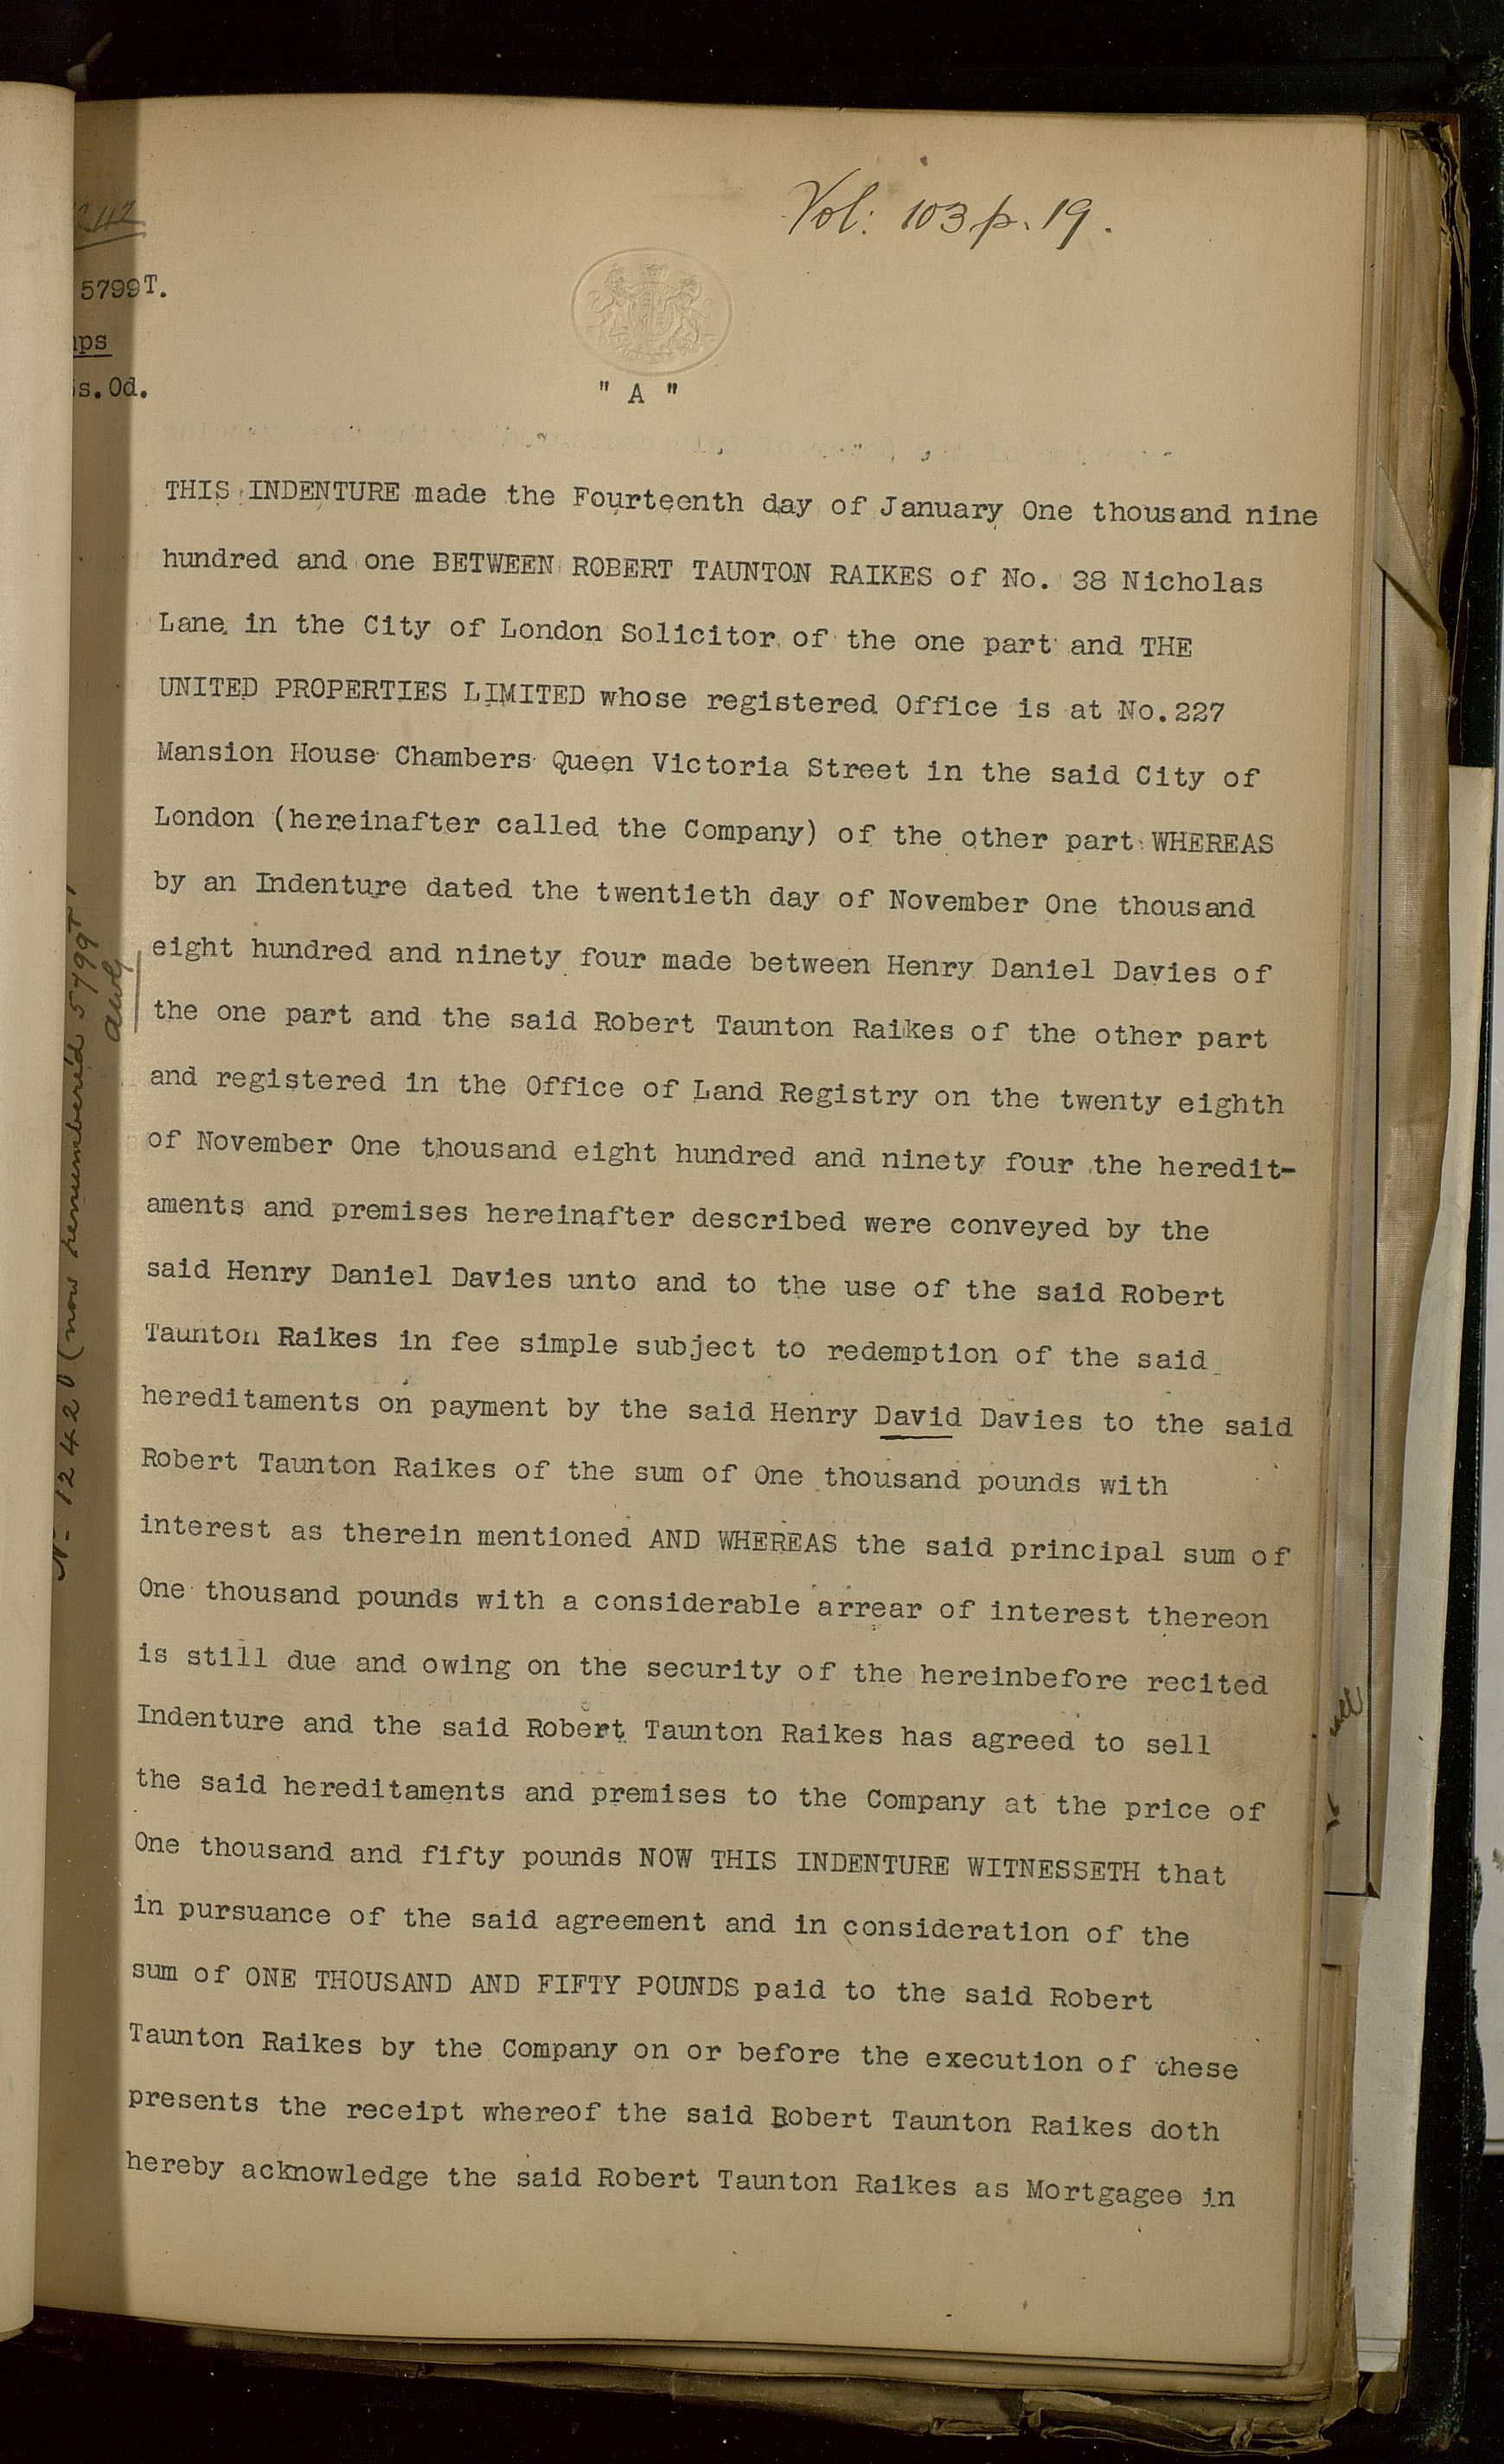 Vol: 103 p. 19.
5799T.
s.0d.
" A "
THIS INDENTURE made the Fourteenth day of January One thousand nine
hundred and one BETWEEN ROBERT TAUNTON RAIKES of No. 38 Nicholas
Lane in the City of London Solicitor of the one part and THE
UNITED PROPERTIES LIMITED whose registered Office is at No.227
Mansion House Chambers Queen Victoria Street in the said City of
London (hereinafter called the Company) of the other part WHEREAS
by an Indenture dated the twentieth day of November One thousand
eight hundred and ninety four made between Henry Daniel Davies of
the one part and the said Robert Taunton Raikes of the other part
and registered in the Office of Land Registry on the twenty eighth
of November One thousand eight hundred and ninety four the heredit-
aments and premises hereinafter described were conveyed by the
said Henry Daniel Davies unto and to the use of the said Robert
Taunton Raikes in fee simple subject to redemption of the said
hereditaments on payment by the said Henry David Davies to the said
Robert Taunton Raikes of the sum of One thousand pounds with
interest as therein mentioned AND WHEREAS the said principal sum of
One thousand pounds with a considerable arrear of interest thereon
is still due and owing on the security of the hereinbefore recited
Indenture and the said Robert Taunton Raikes has agreed to sell
the said hereditaments and premises to the Company at the price of
One thousand and fifty pounds NOW THIS INDENTURE WITNESSETH that
in pursuance of the said agreement and in consideration of the
sum of ONE THOUSAND AND FIFTY POUNDS paid to the said Robert
Taunton Raikes by the Company on or before the execution of these
presents the receipt whereof the said Robert Taunton Raikes doth
hereby acknowledge the said Robert Taunton Raikes as Mortgagee in
No 12420 (now renumbered 5799T)